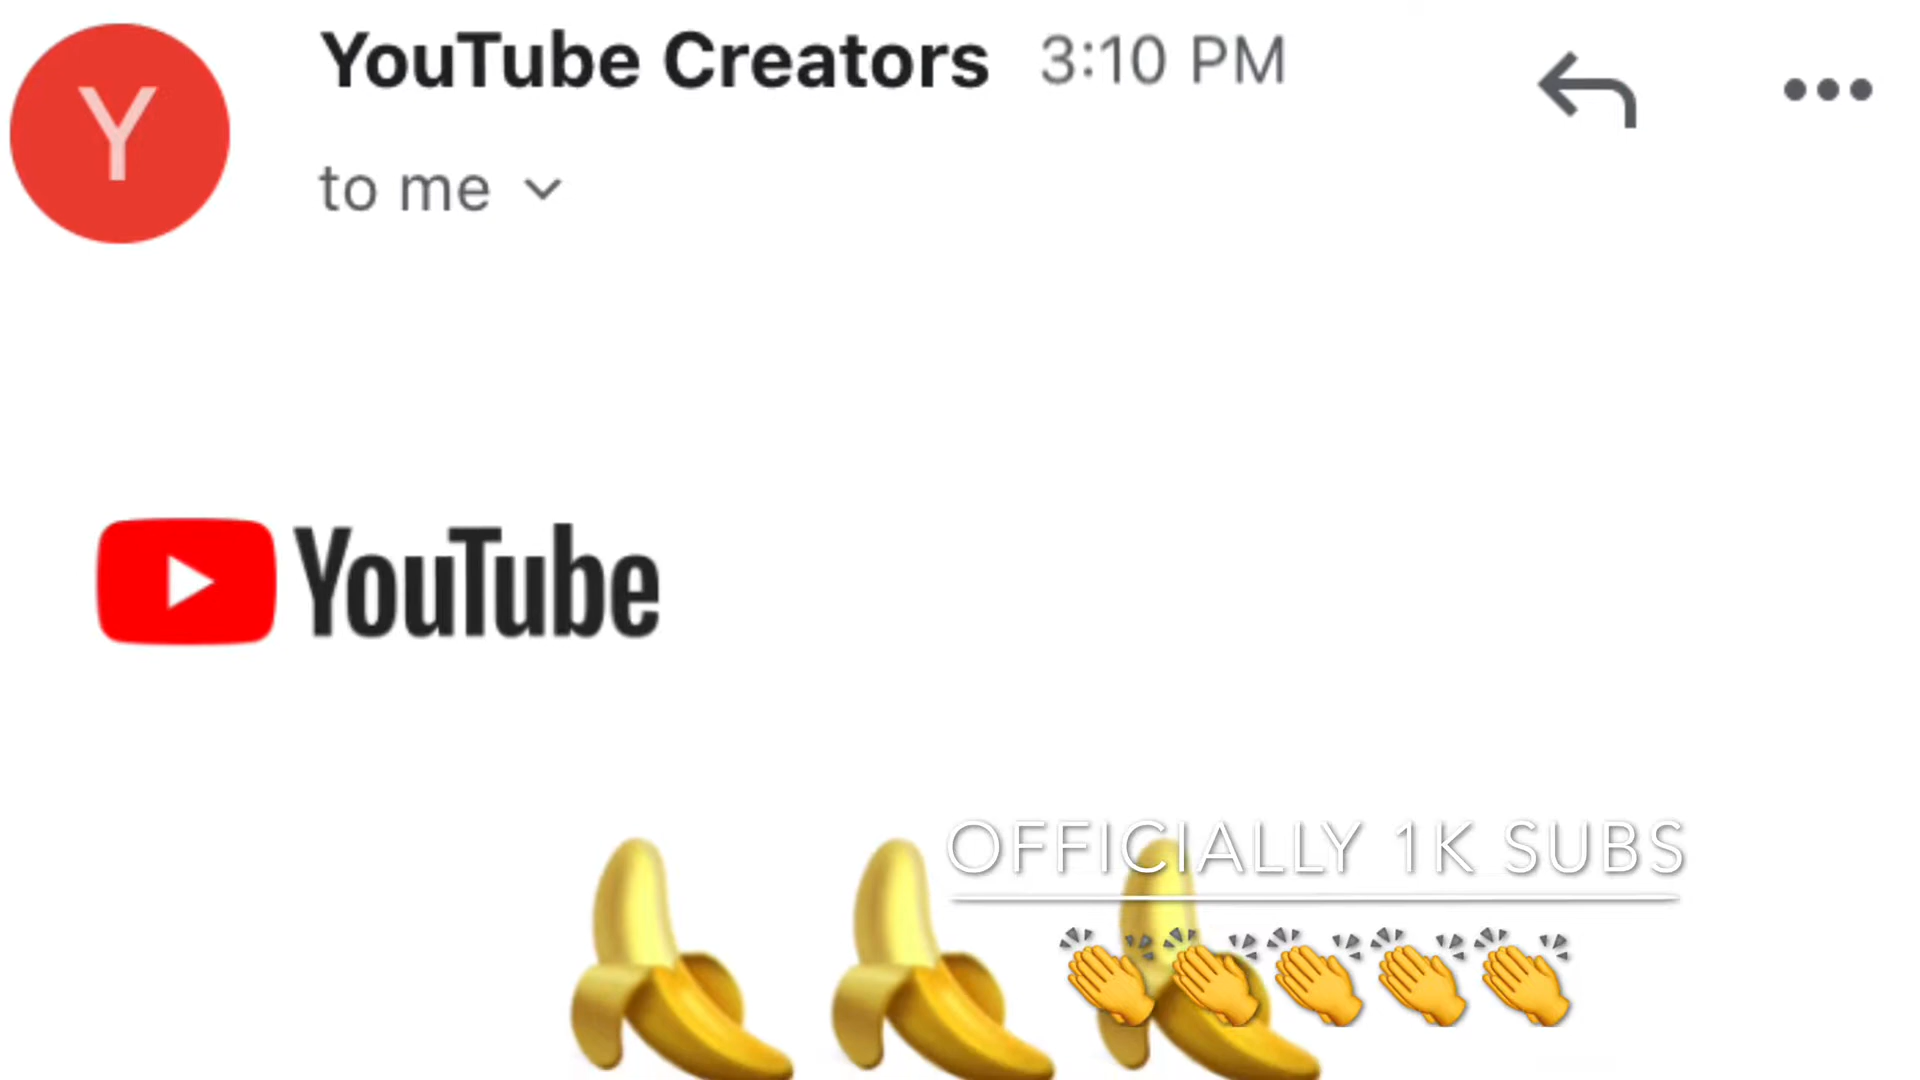 Y
YouTube Creators 3:10 PM
to me
YouTube
OFFICIALLY 1K SUBS